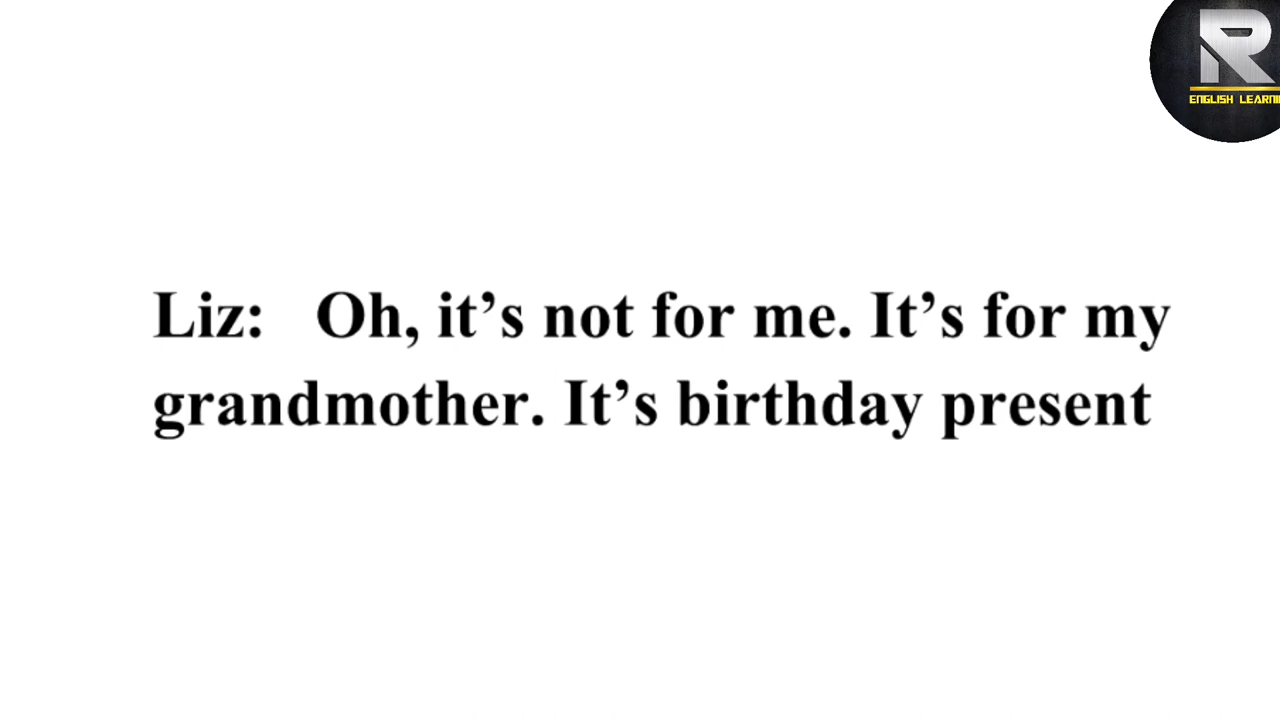 R
ENGLISH LEARNI
Liz: Oh, it’s not for me. It’s for my
grandmother. It’s birthday present